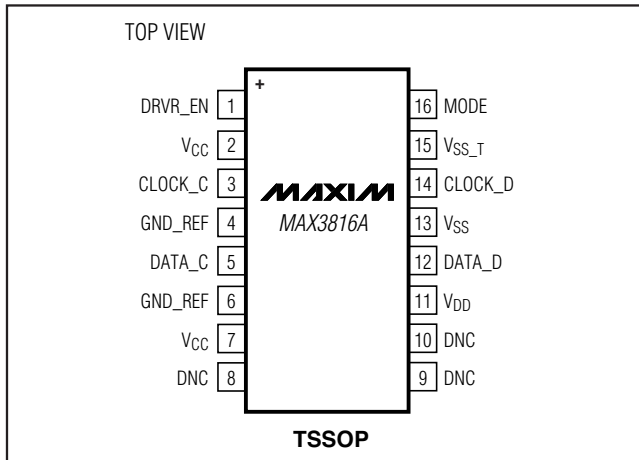 TOP VIEW
+
DRVR_EN 1
16 MODE
VCC 2
15 VSS_T
CLOCK_C 3
14 CLOCK_D
MAXIM
GND_REF 4
MAX3816A
13 VSS
DATA_C 5
12 DATA_D
GND_REF 6
11 VDD
VCC 7
10 DNC
DNC 8
9 DNC
TSSOP